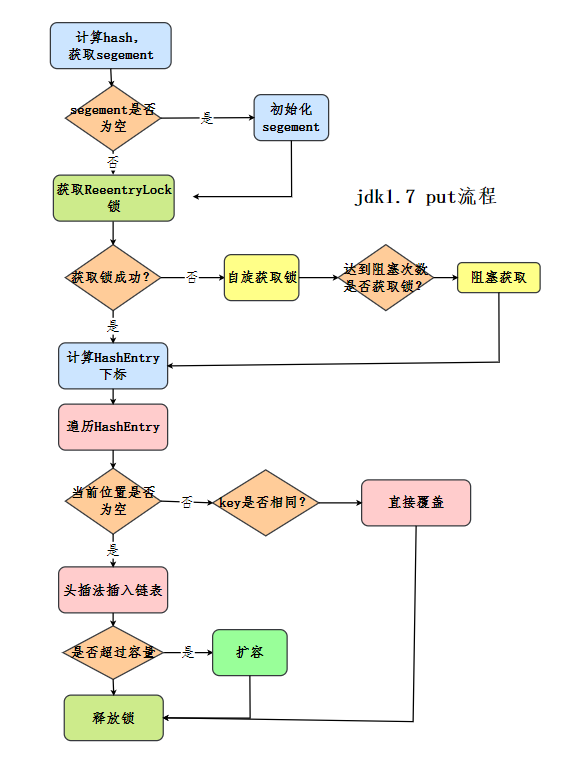 计算hash,
获取segement
segement是否
为空
是
初始化
segement
否
获取ReeentryLock
锁
jdk1.7 put流程
获取锁成功?
否
自旋获取锁
达到阻塞次数
是否获取锁?
阻塞获取
是
计算HashEntry
下标
遍历HashEntry
当前位置是否
为空
否
key是否相同?
直接覆盖
是
头插法插入链表
是否超过容量
是
扩容
释放锁